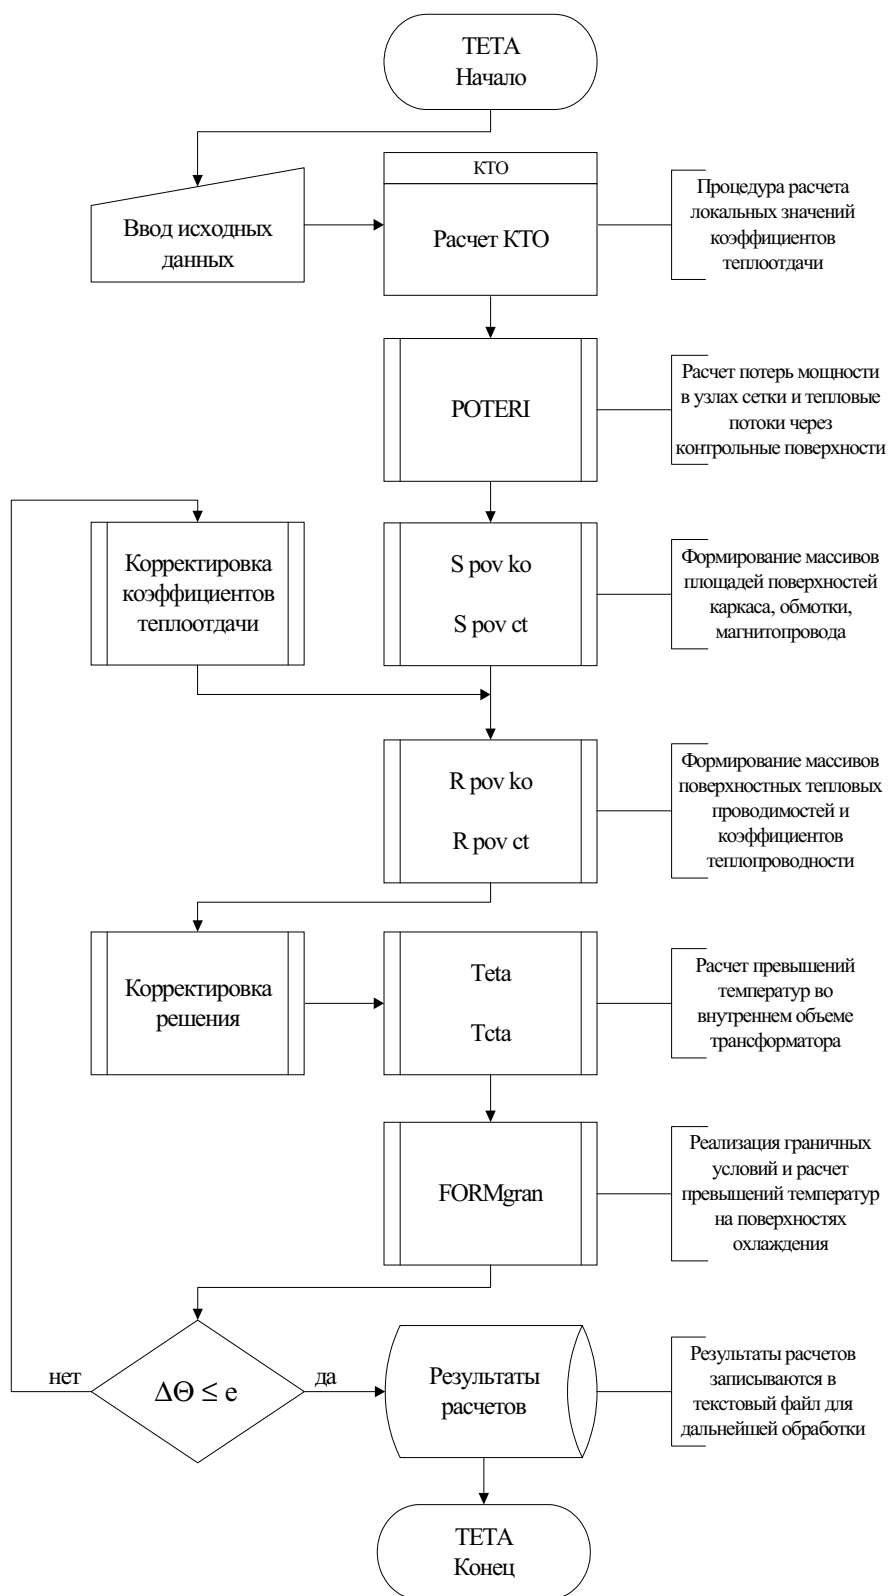 ТЕТА
Начало
КТО
Ввод исходных
данных
Расчет КТО
Процедура расчета
локальных значений
коэффициентов
теплоотдачи
POTERI
Расчет потерь мощности
в узлах сетки и тепловые
потоки через
контрольные поверхности
Корректировка
коэффициентов
теплоотдачи
S pov ko
S pov ct
Формирование массивов
площадей поверхностей
каркаса, обмотки,
магнитопровода
R pov ko
R pov ct
Формирование массивов
поверхностных тепловых
проводимостей и
коэффициентов
теплопроводности
Корректировка
решения
Teta
Tcta
Расчет превышений
температур во
внутреннем объеме
трансформатора
FORMgran
Реализация граничных
условий и расчет
превышений температур
на поверхностях
охлаждения
нет
ΔΘ ≤ e
да
Результаты
расчетов
Результаты расчетов
записываются в
текстовый файл для
дальнейшей обработки
ТЕТА
Конец